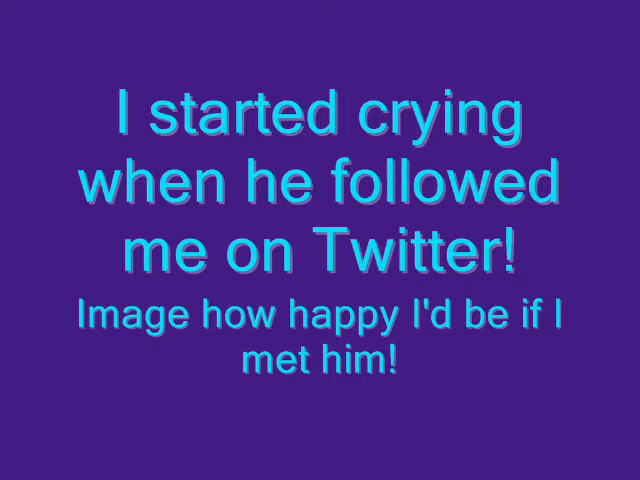 I started crying
when he followed
me on Twitter!
Image how happy I'd be if I
met him!